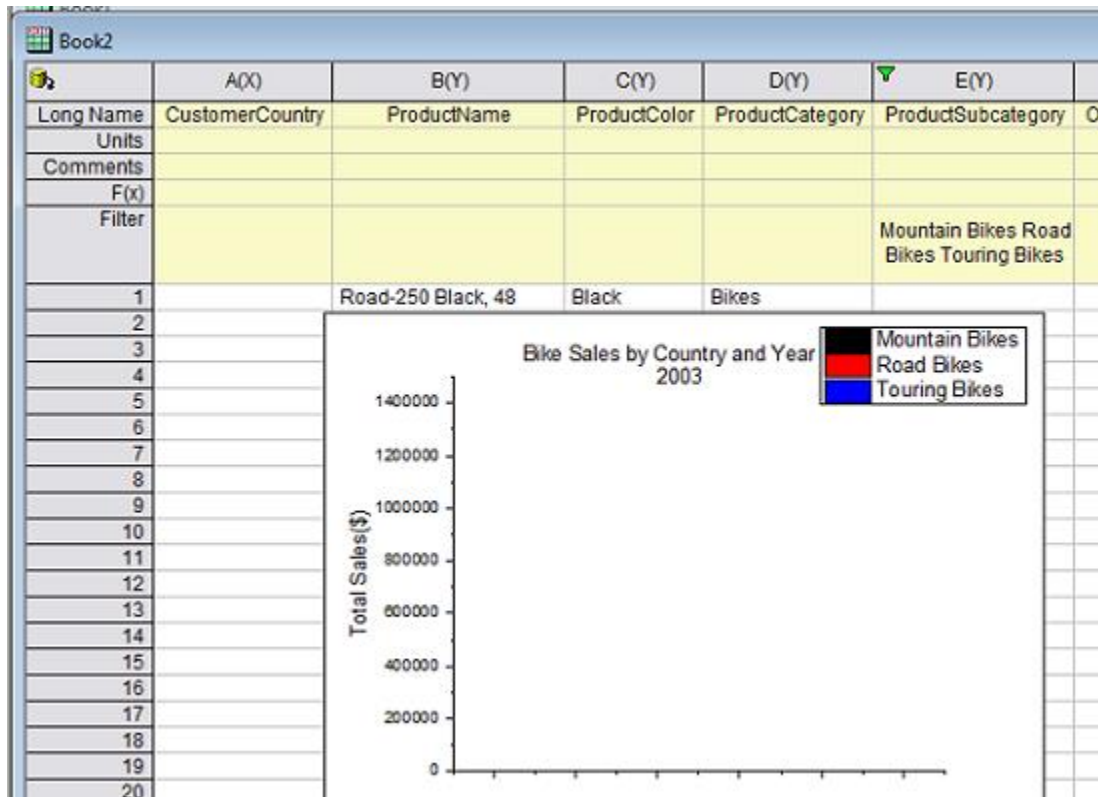 Book2
A(X) B(Y) C(Y) D(Y) E(Y)
Long Name CustomerCountry ProductName ProductColor ProductCategory ProductSubcategory
Units
Comments
F(x)
Filter
Mountain Bikes Road
Bikes Touring Bikes
1 Road-250 Black, 48 Black Bikes
2
3
4
5
6
7
8
9
10
11
12
13
14
15
16
17
18
19
20
Bike Sales by Country and Year
2003
Mountain Bikes
Road Bikes
Touring Bikes
Total Sales($)
1400000
1200000
1000000
800000
600000
400000
200000
0